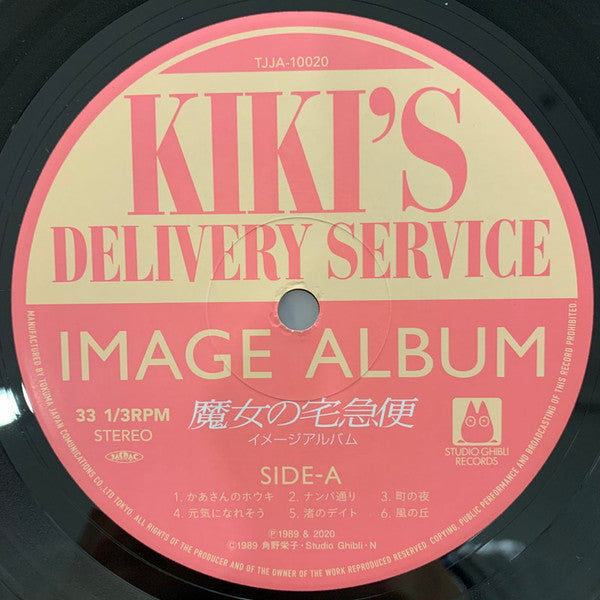 TJJA-10020
KIKI'S
DELIVERY SERVICE
IMAGE ALBUM
33 1/3RPM
STEREO
魔女の宅急便
イメージアルバム
STUDIO GHIBLI
RECORDS
SIDE-A
1. かあさんのホウキ 2. ナンパ通り 3. 町の夜
4. 元気になれそう 5. 渚のデイト 6. 風の丘
Ⓟ1989 & 2020
©1989 角野栄子・Studio Ghibli・N
MANUFACTURED BY TOKUMA JAPAN COMUNICATIONS CO., LTD TOKYO. ALL RIGHTS OF THE PRODUCER AND OF THE OWNER OF THE WORK REPRODUCED RESERVED. COPYING, PUBLIC PERFORMANCE AND BROADCASTING OF THIS RECORD PROHIBITED.